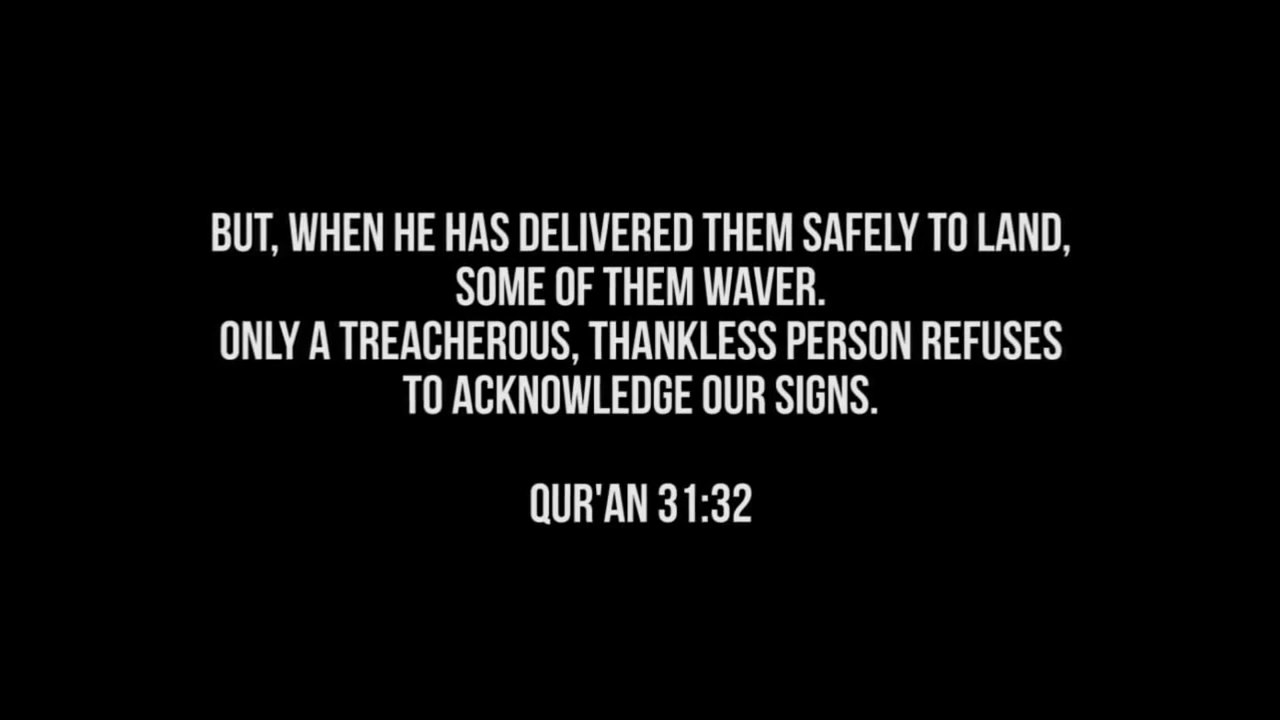 BUT, WHEN HE HAS DELIVERED THEM SAFELY TO LAND,
SOME OF THEM WAVER.
ONLY A TREACHEROUS, THANKLESS PERSON REFUSES
TO ACKNOWLEDGE OUR SIGNS.
QUR'AN 31:32